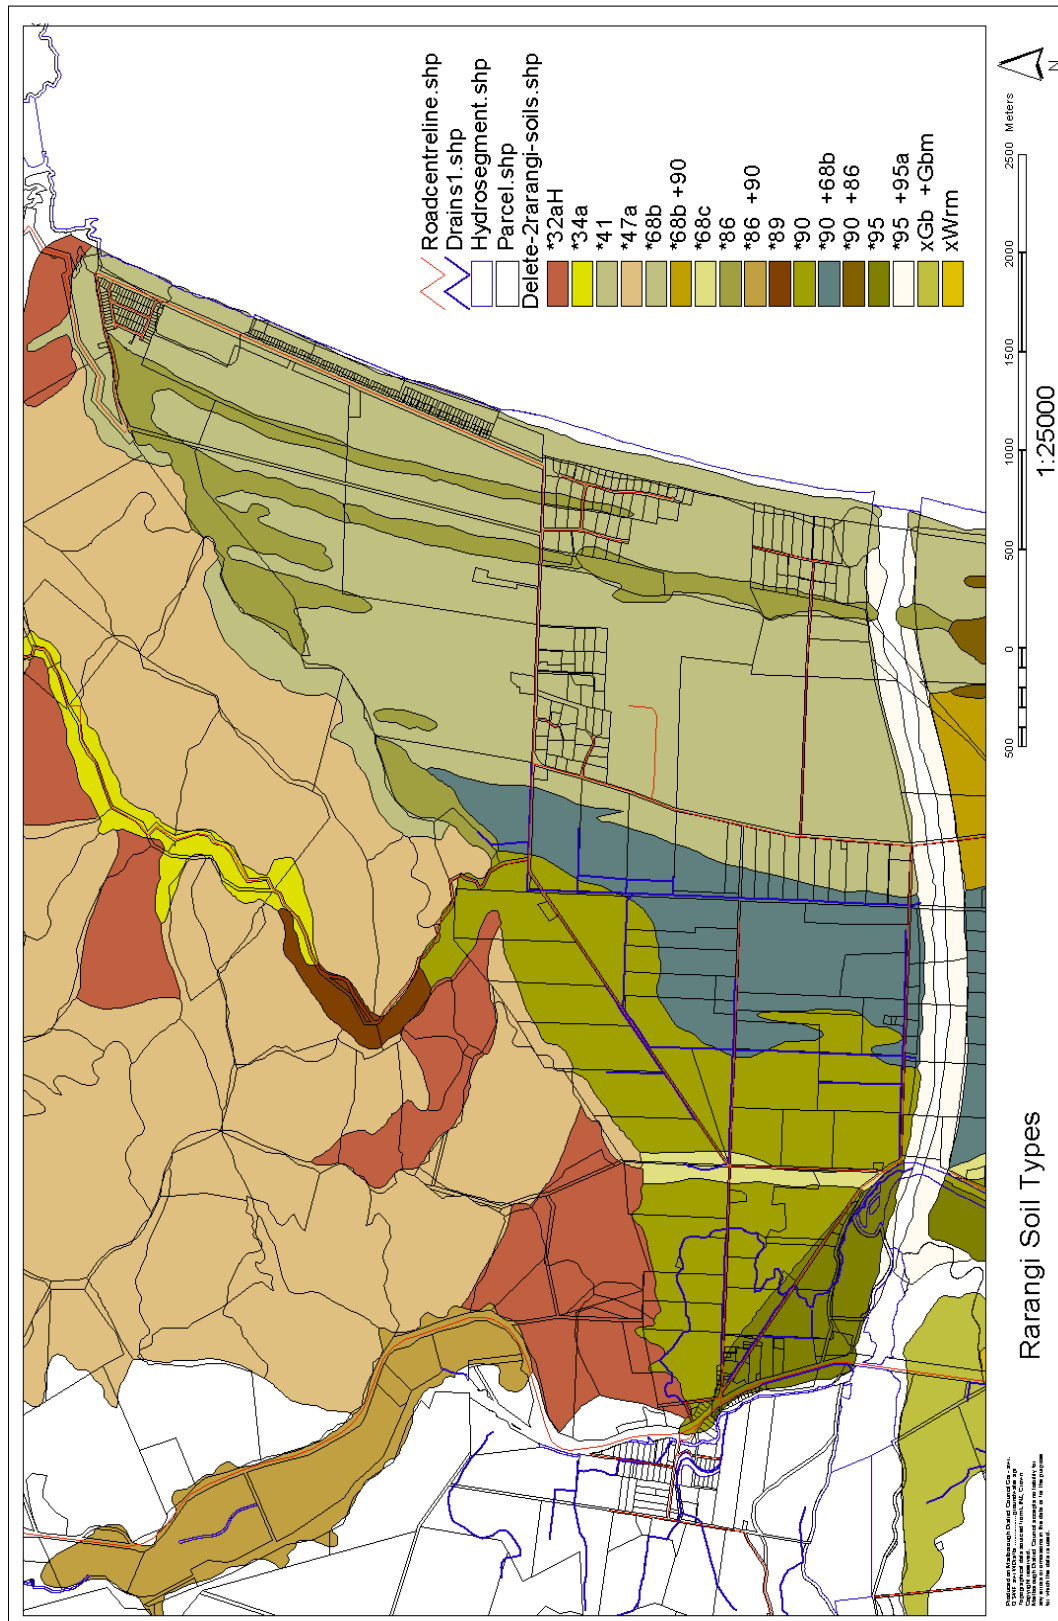 Roadcentreline.shp
Drains1.shp
Hydrosegment.shp
Parcel.shp
Delete-2rarangi-soils.shp
*32aH
*34a
*41
*47a
*68b
*68b +90
*68c
*86
*86 +90
*89
*90
*90 +68b
*90 +86
*95
*95 +95a
xGb +Gbm
xWrm
N
500 0 500 1000 1500 2000 2500 Meters
1:25000
Rarangi Soil Types